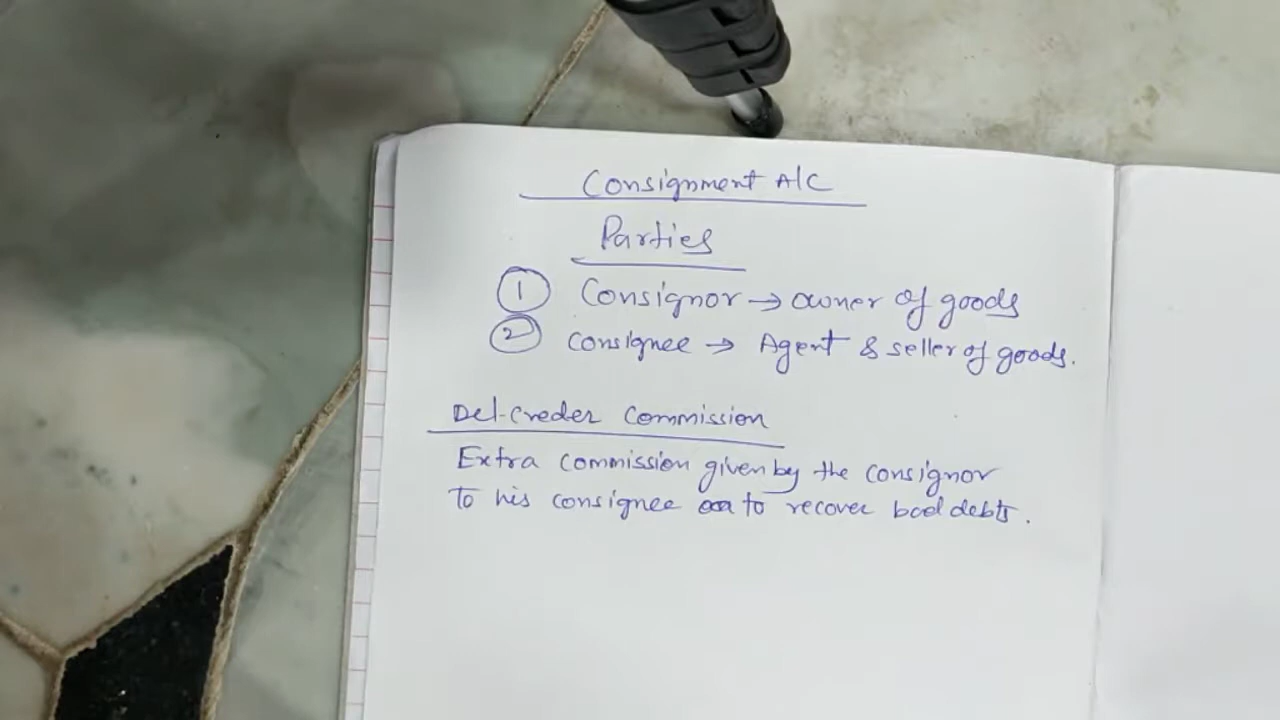 Consignment A/C
Parties
1 Consignor → owner of goods
2 consignee → Agent & seller of goods.
Del-creder Commission
Extra commission given by the consignor
To his consignee to recover bad debts.